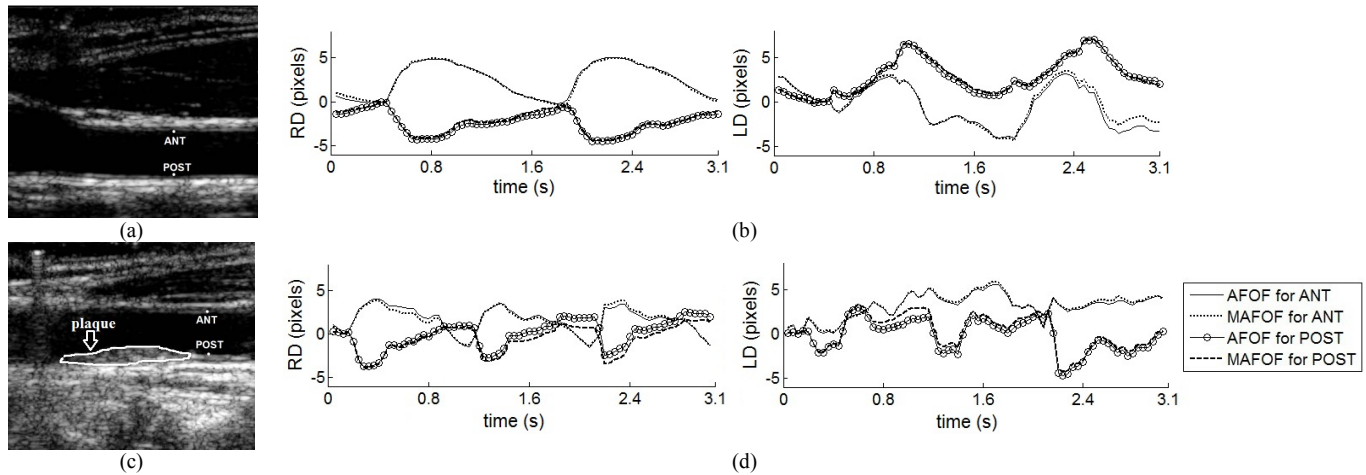 ANT
POST
(a)
RD (pixels)
5
0
-5
0 0.8 1.6 2.4 3.1
time (s)
LD (pixels)
5
0
-5
0 0.8 1.6 2.4 3.1
time (s)
(b)
plaque
ANT
POST
(c)
RD (pixels)
5
0
-5
0 0.8 1.6 2.4 3.1
time (s)
LD (pixels)
5
0
-5
0 0.8 1.6 2.4 3.1
time (s)
(d)
AFOF for ANT
MAFOF for ANT
AFOF for POST
MAFOF for POST